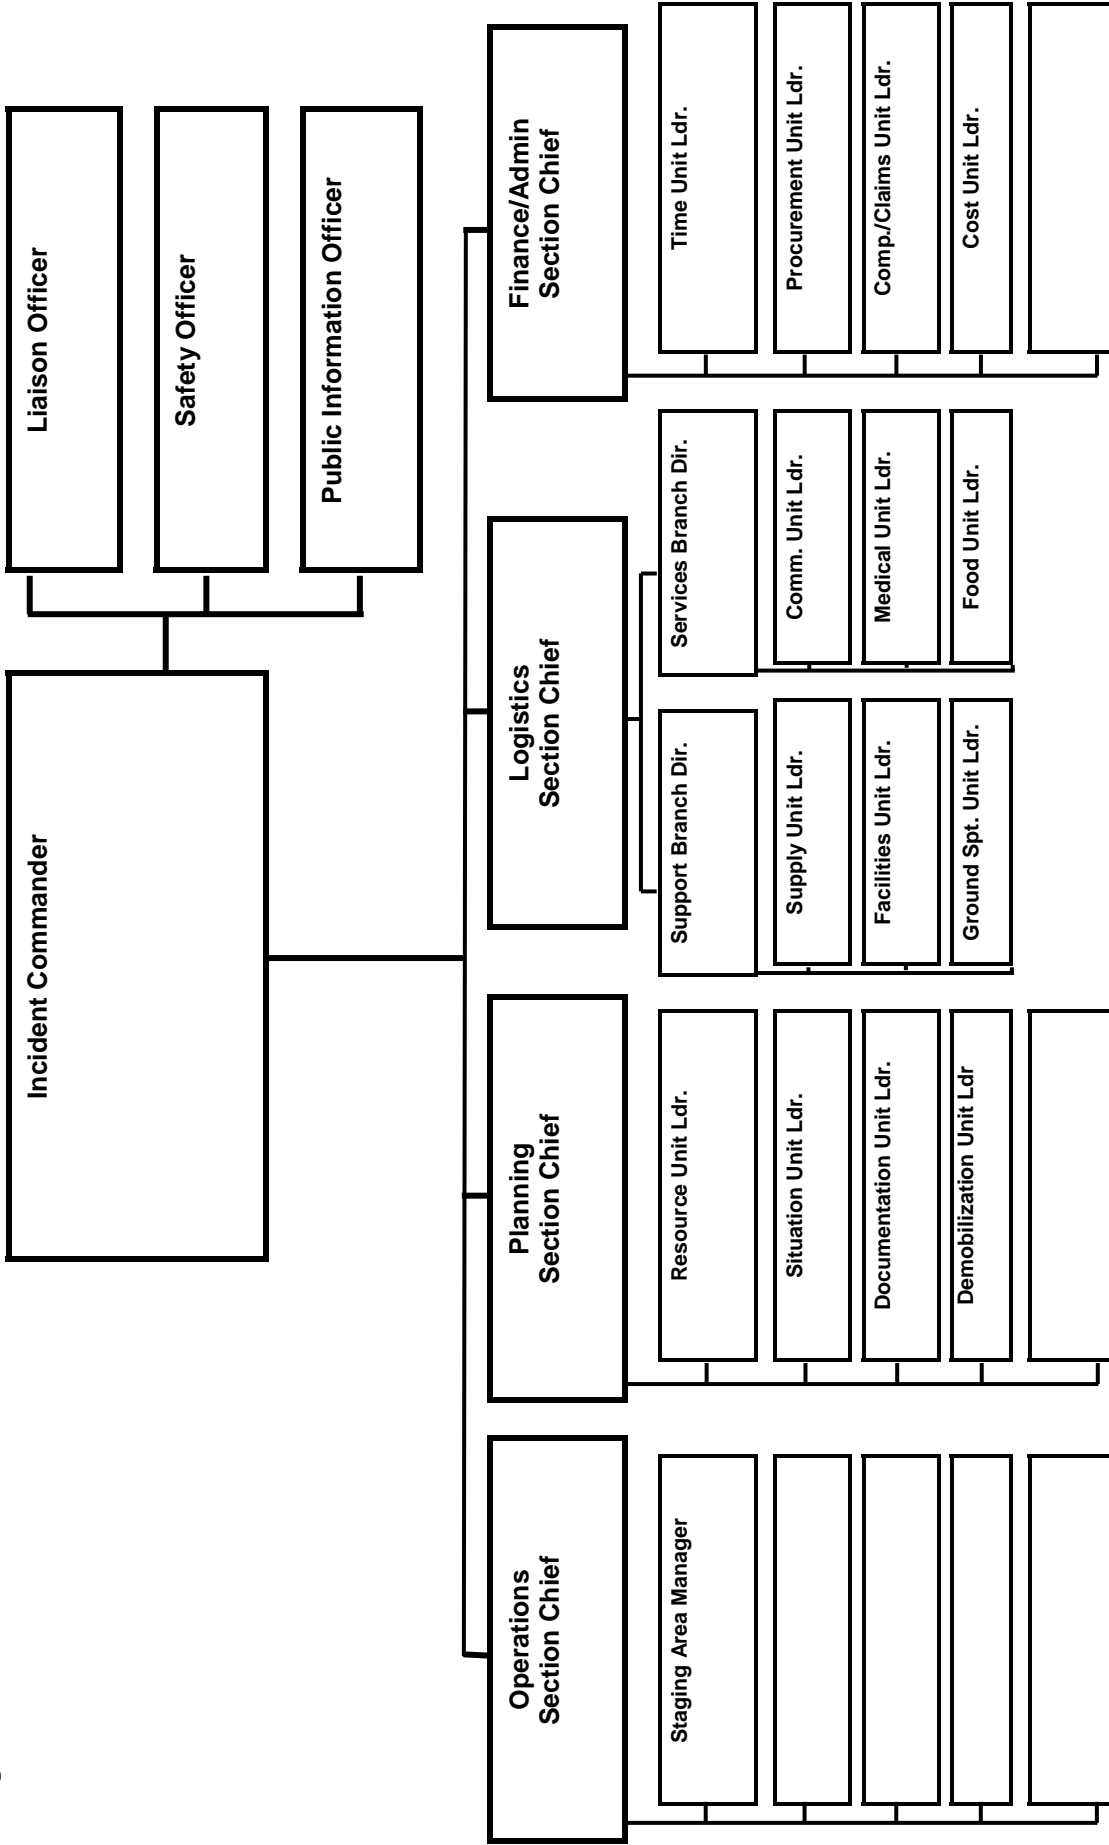 Incident Commander
Liaison Officer
Safety Officer
Public Information Officer
Operations
Section Chief
Staging Area Manager
Planning
Section Chief
Resource Unit Ldr.
Situation Unit Ldr.
Documentation Unit Ldr.
Demobilization Unit Ldr
Logistics
Section Chief
Support Branch Dir.
Supply Unit Ldr.
Facilities Unit Ldr.
Ground Spt. Unit Ldr.
Services Branch Dir.
Comm. Unit Ldr.
Medical Unit Ldr.
Food Unit Ldr.
Finance/Admin
Section Chief
Time Unit Ldr.
Procurement Unit Ldr.
Comp./Claims Unit Ldr.
Cost Unit Ldr.